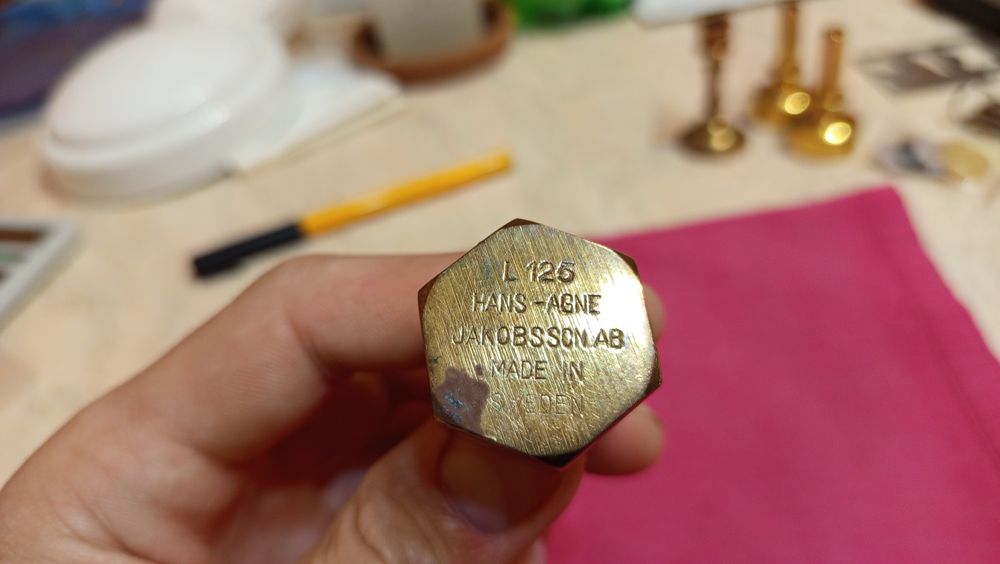 L 125
HANS-AGNE
JAKOBSSON AB
MADE IN
SWEDEN